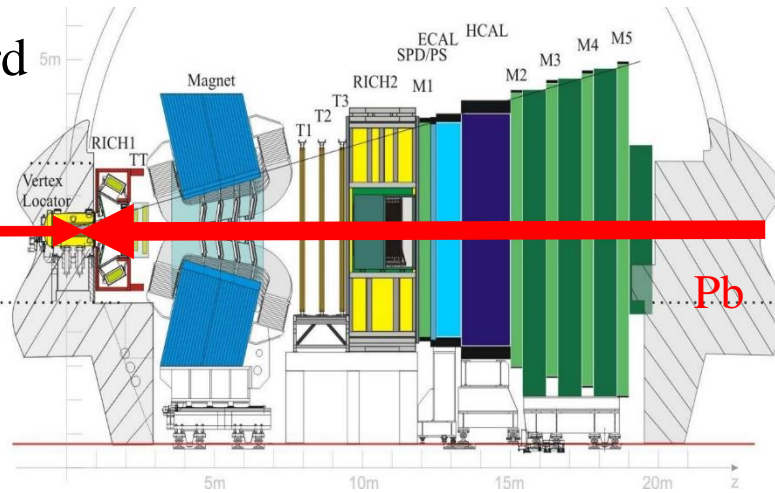 rd
5m
Magnet
RICH1
TT
Vertex
Locator
T1
T2
T3
RICH2
M1
SPD/PS
ECAL
HCAL
M2
M3
M4
M5
Pb
5m
10m
15m
20m
z